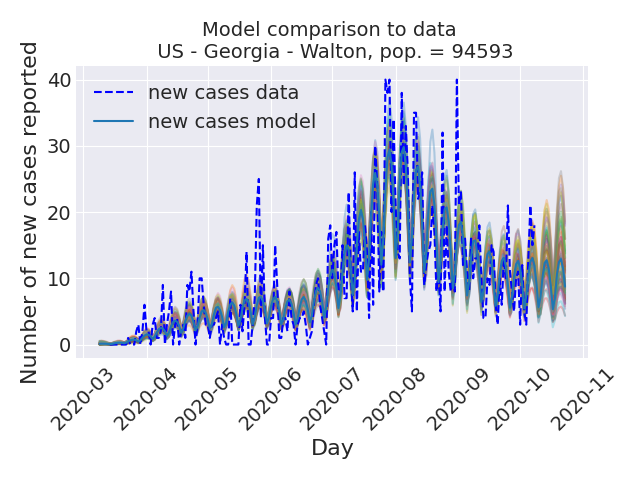 Model comparison to data
US - Georgia - Walton, pop. = 94593
Number of new cases reported
40
30
20
10
0
new cases data
new cases model
2020-03
2020-04
2020-05
2020-06
2020-07
2020-08
2020-09
2020-10
2020-11
Day